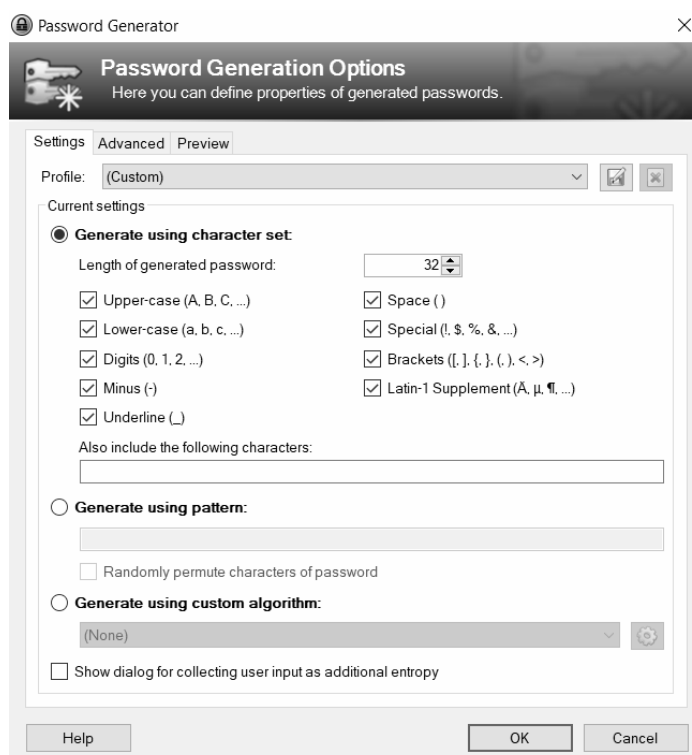 Password Generator
Password Generation Options
Here you can define properties of generated passwords.
Settings Advanced Preview
Profile: (Custom)
Current settings
Generate using character set:
Length of generated password: 32
Upper-case (A, B, C, ...) Space ( )
Lower-case (a, b, c, ...) Special (!, $, %, &, ...)
Digits (0, 1, 2, ...) Brackets ([, ], {, }, (, ), <, >)
Minus (-) Latin-1 Supplement (Ä, µ, ¶, ...)
Underline (_)
Also include the following characters:
Generate using pattern:
Randomly permute characters of password
Generate using custom algorithm:
(None)
Show dialog for collecting user input as additional entropy
Help OK Cancel